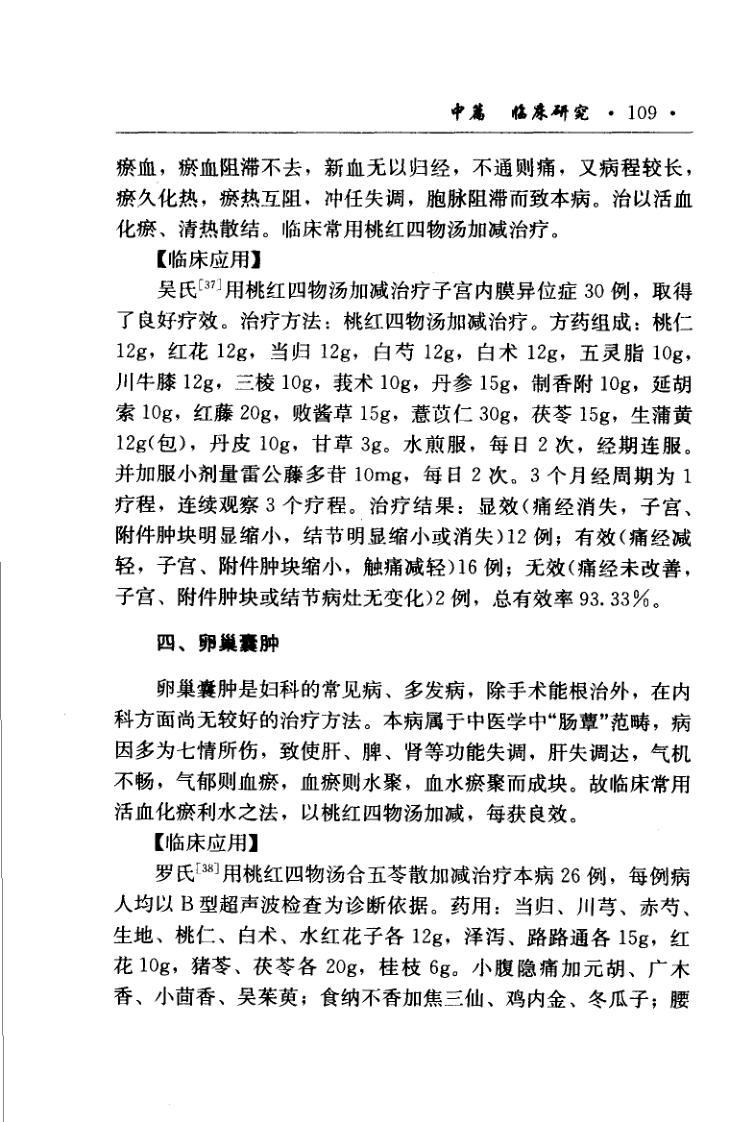 中篇 临床研究 · 109 ·
瘀血，瘀血阻滞不去，新血无以归经，不通则痛，又病程较长，
瘀久化热，瘀热互阻，冲任失调，胞脉阻滞而致本病。治以活血
化瘀、清热散结。临床常用桃红四物汤加减治疗。
【临床应用】
吴氏[37]用桃红四物汤加减治疗子宫内膜异位症 30 例，取得
了良好疗效。治疗方法：桃红四物汤加减治疗。方药组成：桃仁
12g，红花 12g，当归 12g，白芍 12g，白术 12g，五灵脂 10g，
川牛膝 12g，三棱 10g，莪术 10g，丹参 15g，制香附 10g，延胡
索 10g，红藤 20g，败酱草 15g，薏苡仁 30g，茯苓 15g，生蒲黄
12g(包)，丹皮 10g，甘草 3g。水煎服，每日 2 次，经期连服。
并加服小剂量雷公藤多苷 10mg，每日 2 次。3 个月经周期为 1
疗程，连续观察 3 个疗程。治疗结果：显效(痛经消失，子宫、
附件肿块明显缩小，结节明显缩小或消失)12 例；有效(痛经减
轻，子宫、附件肿块缩小，触痛减轻)16 例；无效(痛经未改善，
子宫、附件肿块或结节病灶无变化)2 例，总有效率 93.33%。
四、卵巢囊肿
卵巢囊肿是妇科的常见病、多发病，除手术能根治外，在内
科方面尚无较好的治疗方法。本病属于中医学中“肠蕈”范畴，病
因多为七情所伤，致使肝、脾、肾等功能失调，肝失调达，气机
不畅，气郁则血瘀，血瘀则水聚，血水瘀聚而成块。故临床常用
活血化瘀利水之法，以桃红四物汤加减，每获良效。
【临床应用】
罗氏[38]用桃红四物汤合五苓散加减治疗本病 26 例，每例病
人均以 B 型超声波检查为诊断依据。药用：当归、川芎、赤芍、
生地、桃仁、白术、水红花子各 12g，泽泻、路路通各 15g，红
花 10g，猪苓、茯苓各 20g，桂枝 6g。小腹隐痛加元胡、广木
香、小茴香、吴茱萸；食纳不香加焦三仙、鸡内金、冬瓜子；腰